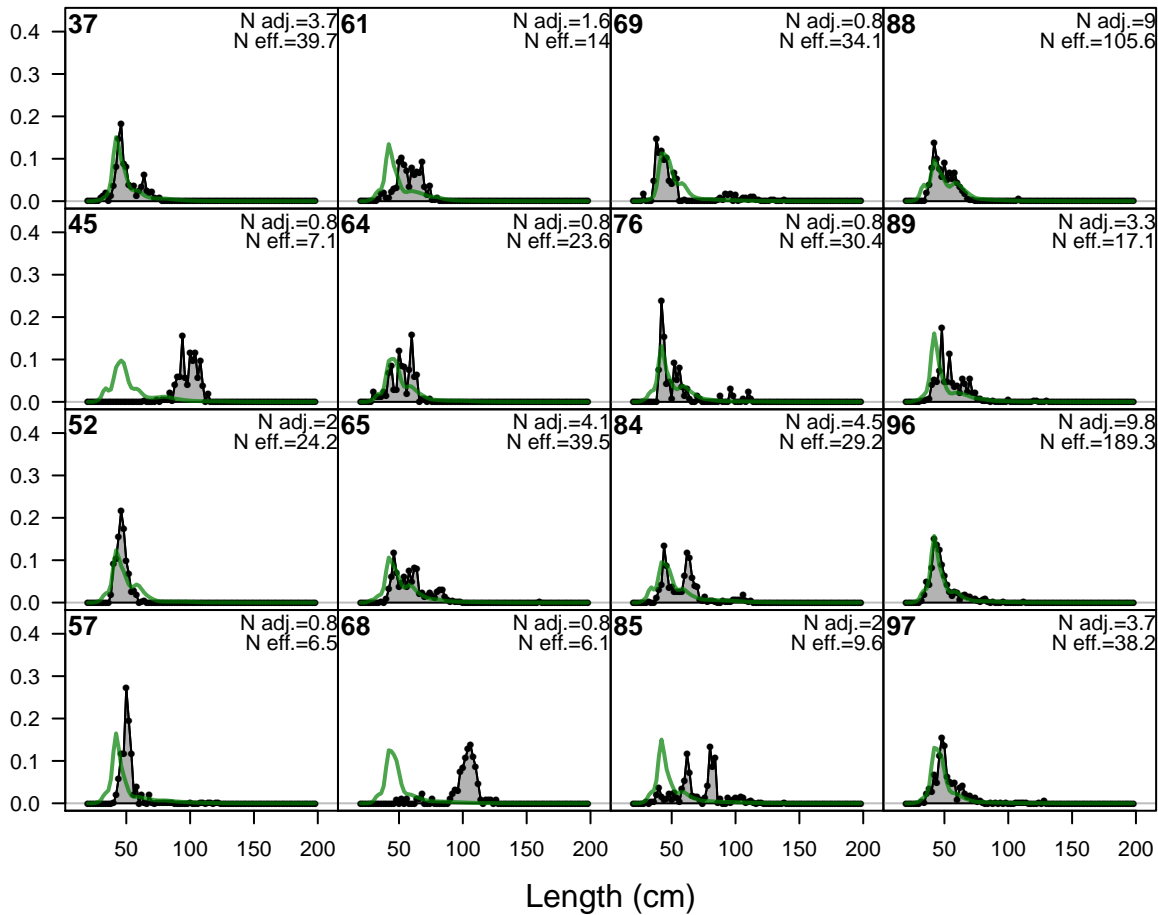 37 N adj.=3.7 61 N adj.=1.6 69 N adj.=0.8 88 N adj.=9
N eff.=39.7 N eff.=14 N eff.=34.1 N eff.=105.6
0.4
0.3
0.2
0.1
0.0
45 N adj.=0.8 64 N adj.=0.8 76 N adj.=0.8 89 N adj.=3.3
N eff.=7.1 N eff.=23.6 N eff.=30.4 N eff.=17.1
0.4
0.3
0.2
0.1
0.0
52 N adj.=2 65 N adj.=4.1 84 N adj.=4.5 96 N adj.=9.8
N eff.=24.2 N eff.=39.5 N eff.=29.2 N eff.=189.3
0.4
0.3
0.2
0.1
0.0
57 N adj.=0.8 68 N adj.=0.8 85 N adj.=2 97 N adj.=3.7
N eff.=6.5 N eff.=6.1 N eff.=9.6 N eff.=38.2
0.4
0.3
0.2
0.1
0.0
50 100 150 200 50 100 150 200 50 100 150 200 50 100 150 200
Length (cm)